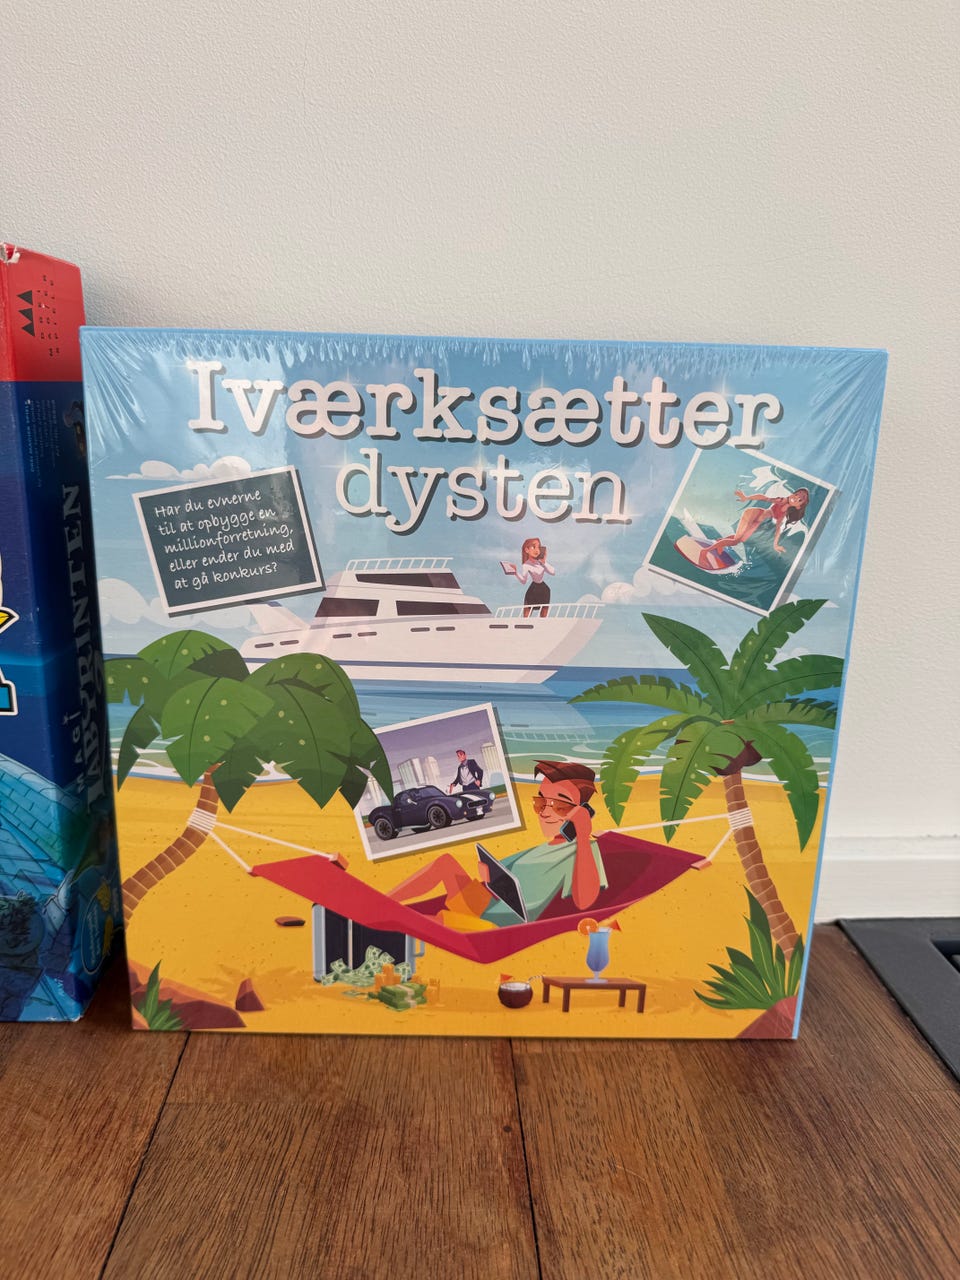 Iværksætter
dysten
Har du evnerne
til at opbygge en
millionforretning,
eller ender du med
at gå konkurs?
LABYRINTEN